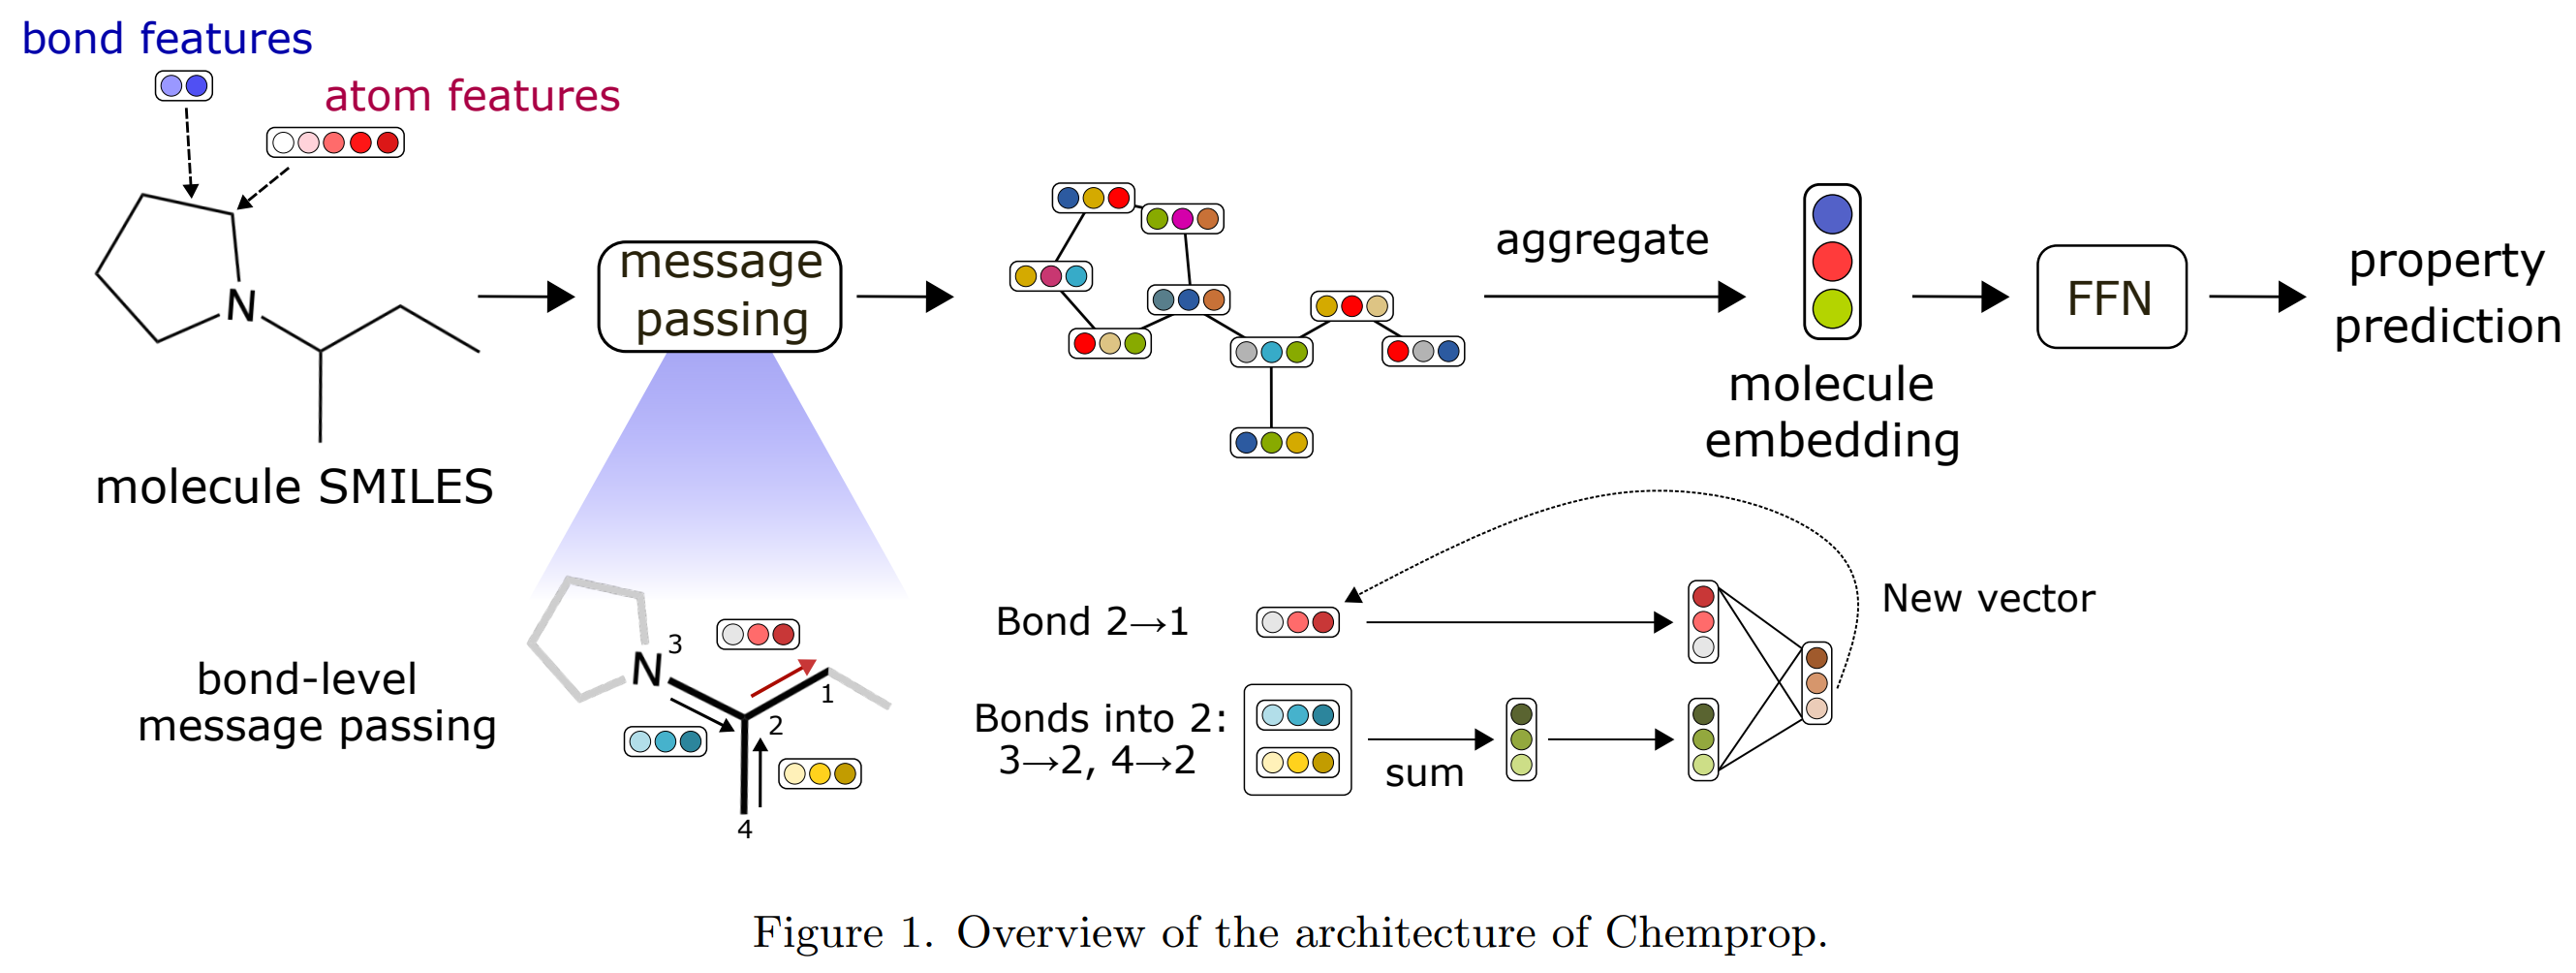 bond features
atom features
N
molecule SMILES
message
passing
aggregate
molecule
embedding
FFN
property
prediction
bond-level
message passing
N
3
2
1
4
Bond 2→1
Bonds into 2:
3→2, 4→2
sum
New vector
Figure 1. Overview of the architecture of Chemprop.